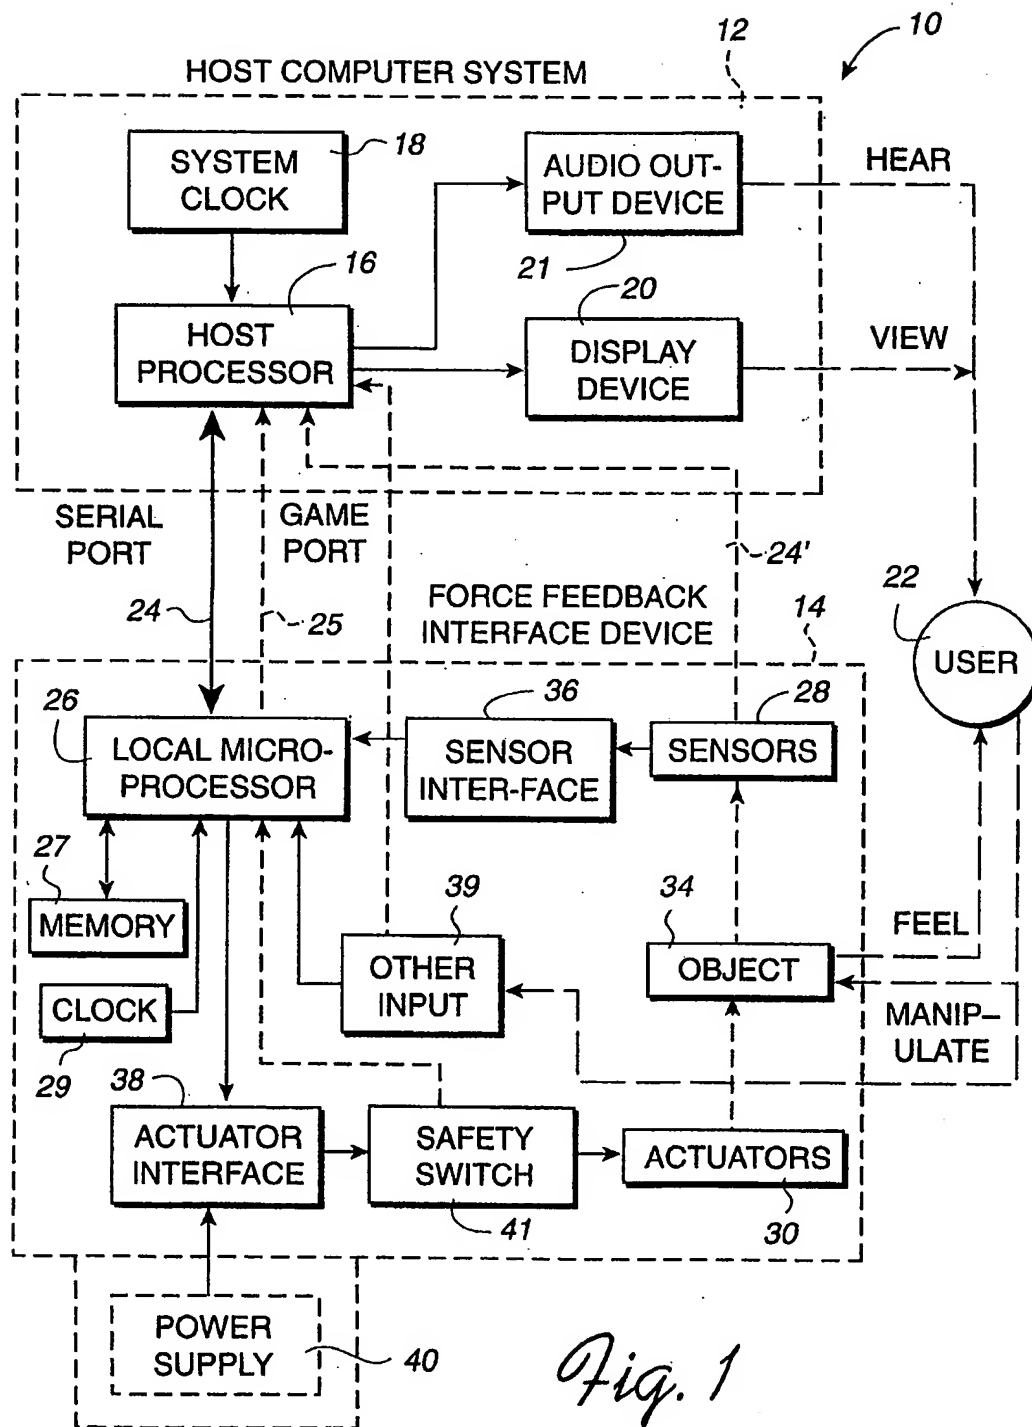 10
12
HOST COMPUTER SYSTEM
SYSTEM
CLOCK
18
AUDIO OUT-
PUT DEVICE
21
HEAR
16
HOST
PROCESSOR
20
DISPLAY
DEVICE
VIEW
SERIAL
PORT
GAME
PORT
24
25
24'
FORCE FEEDBACK
INTERFACE DEVICE
14
22
USER
26
LOCAL MICRO-
PROCESSOR
36
SENSOR
INTER-FACE
28
SENSORS
27
MEMORY
CLOCK
29
39
OTHER
INPUT
34
OBJECT
FEEL
MANIP-
ULATE
38
ACTUATOR
INTERFACE
SAFETY
SWITCH
41
ACTUATORS
30
POWER
SUPPLY
40
Fig. 1